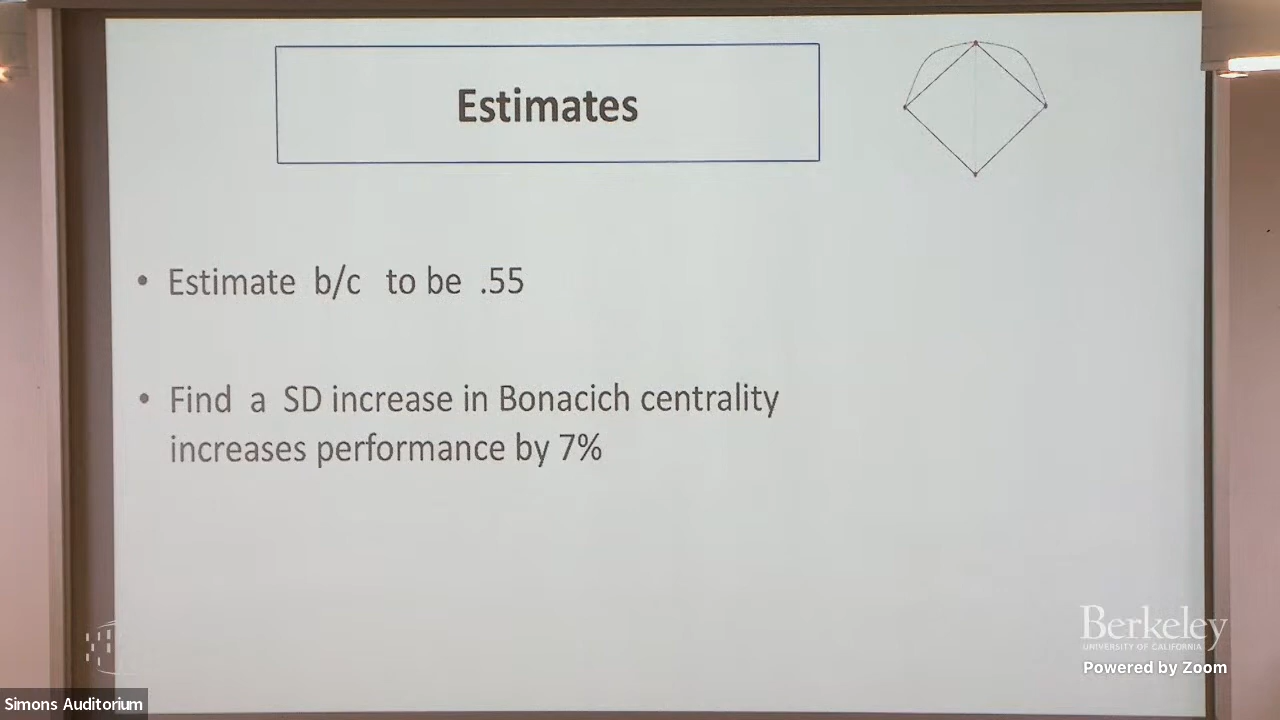 Estimates
• Estimate b/c to be .55
• Find a SD increase in Bonacich centrality
increases performance by 7%
Berkeley
UNIVERSITY OF CALIFORNIA
Powered by Zoom
Simons Auditorium